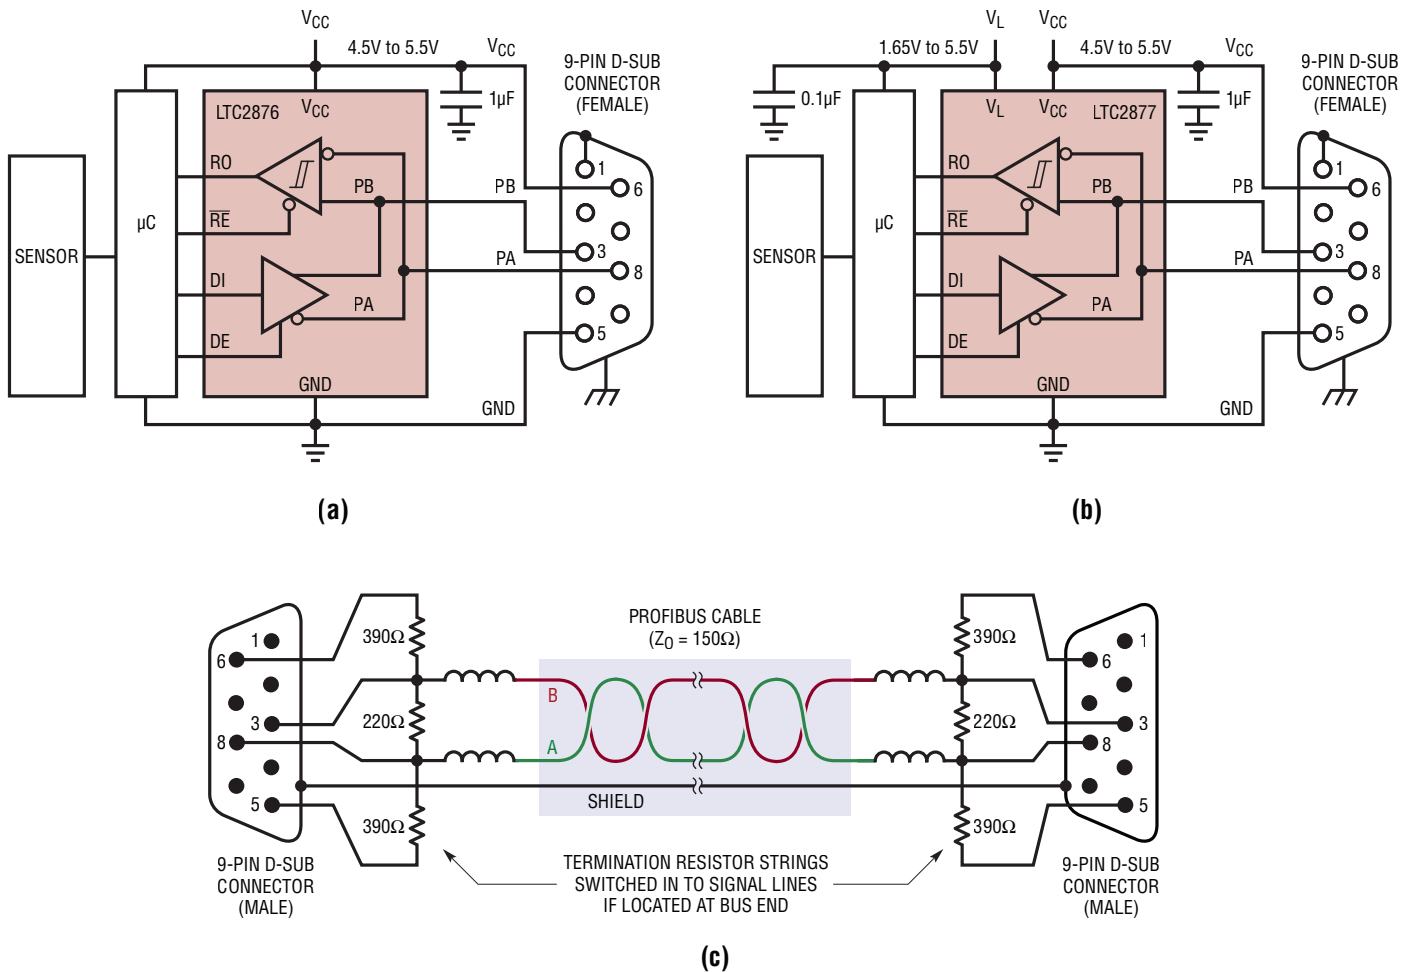 VCC
4.5V to 5.5V
VCC
9-PIN D-SUB
CONNECTOR
(FEMALE)
1µF
LTC2876
VCC
RO
RE
DI
DE
PB
PA
GND
µC
SENSOR
PB
PA
GND
1
6
3
8
5
(a)
VL
VCC
1.65V to 5.5V
4.5V to 5.5V
VCC
9-PIN D-SUB
CONNECTOR
(FEMALE)
0.1µF
1µF
VL
VCC
LTC2877
RO
RE
DI
DE
PB
PA
GND
µC
SENSOR
PB
PA
GND
1
6
3
8
5
(b)
PROFIBUS CABLE
(Z0 = 150Ω)
1
6
3
8
5
390Ω
220Ω
390Ω
B
A
SHIELD
390Ω
220Ω
390Ω
1
6
3
8
5
9-PIN D-SUB
CONNECTOR
(MALE)
TERMINATION RESISTOR STRINGS
SWITCHED IN TO SIGNAL LINES
IF LOCATED AT BUS END
9-PIN D-SUB
CONNECTOR
(MALE)
(c)